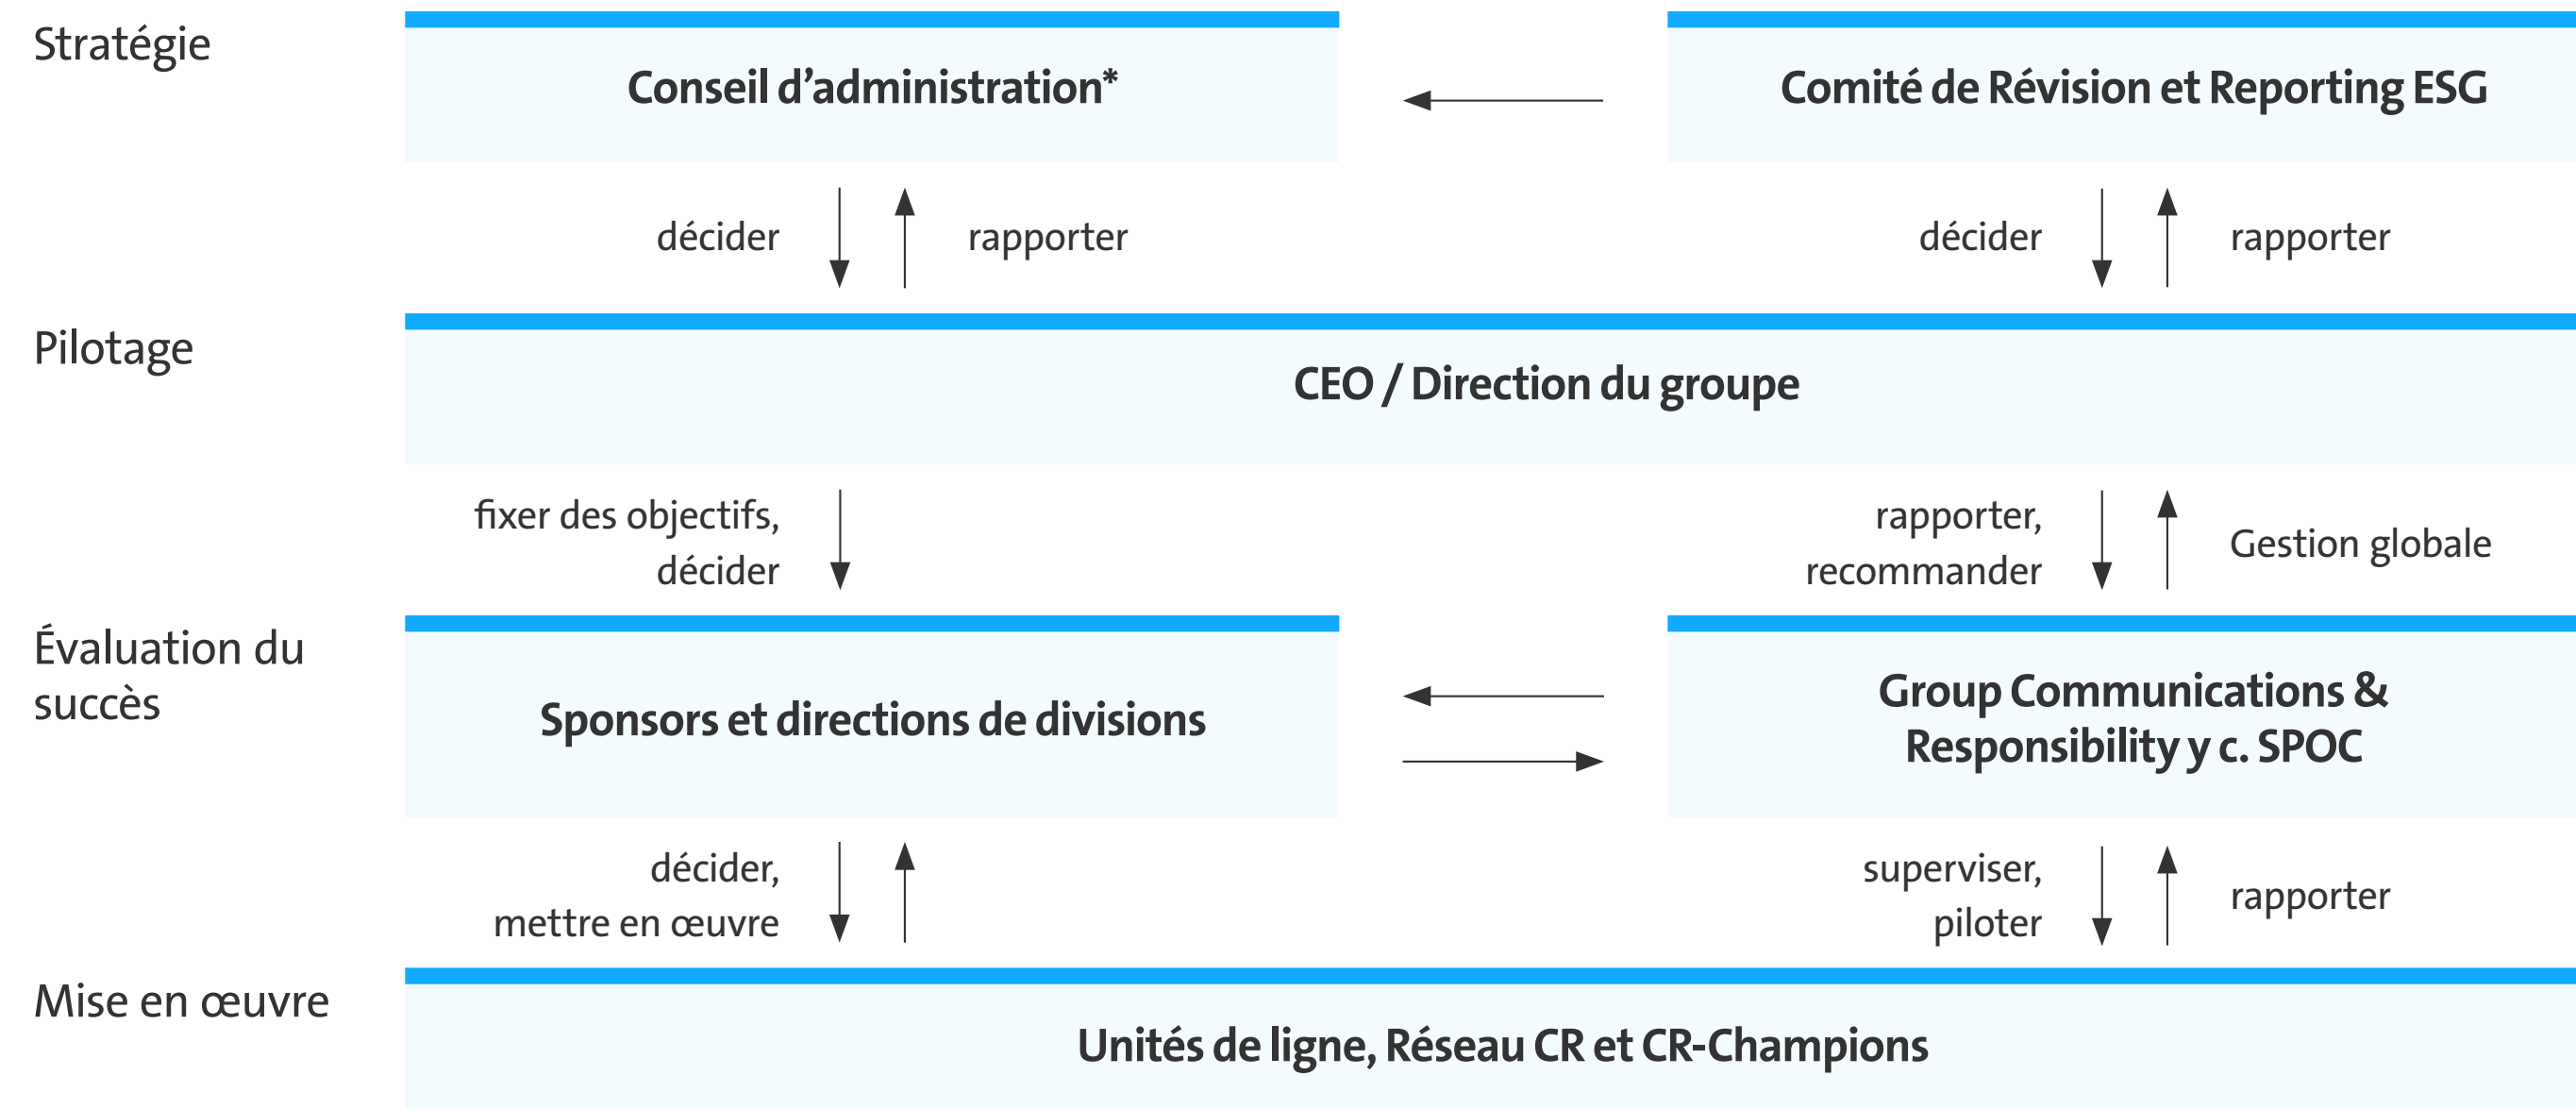 Stratégie
Conseil d’administration*
Comité de Révision et Reporting ESG
décider
rapporter
décider
rapporter
Pilotage
CEO / Direction du groupe
fixer des objectifs,
décider
rapporter,
recommander
Gestion globale
Évaluation du
succès
Sponsors et directions de divisions
Group Communications &
Responsibility y c. SPOC
décider,
mettre en œuvre
superviser,
piloter
rapporter
Mise en œuvre
Unités de ligne, Réseau CR et CR-Champions